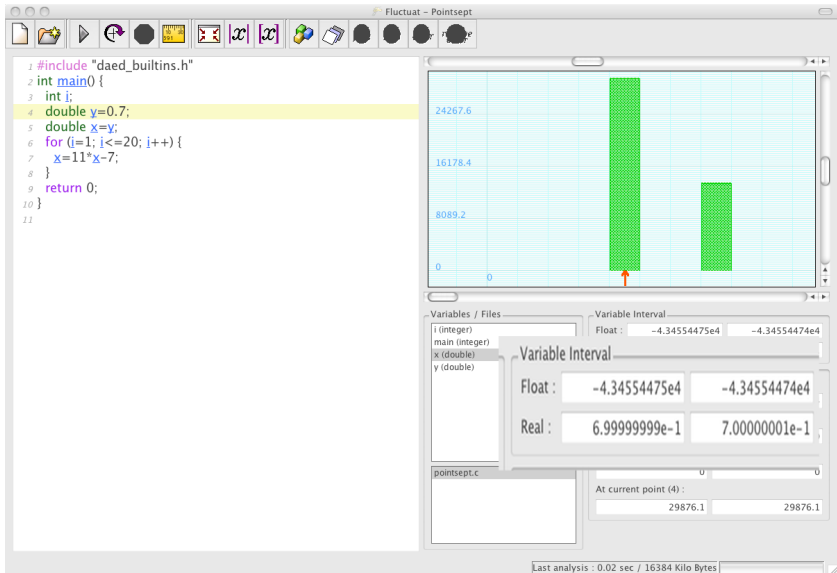 Fluctuat - Pointsept
1 #include "daed_builtins.h"
2 int main() {
3 int i;
4 double y=0.7;
5 double x=y;
6 for (i=1; i<=20; i++) {
7 x=11*x-7;
8 }
9 return 0;
10 }
11
24267.6
16178.4
8089.2
0
0
Variables / Files
i (integer)
main (integer)
x (double)
y (double)
pointsept.c
Variable Interval
Float : -4.34554475e4 -4.34554474e4
Variable Interval
Float : -4.34554475e4 -4.34554474e4
Real : 6.99999999e-1 7.00000001e-1
0 0
At current point (4) :
29876.1 29876.1
Last analysis : 0.02 sec / 16384 Kilo Bytes